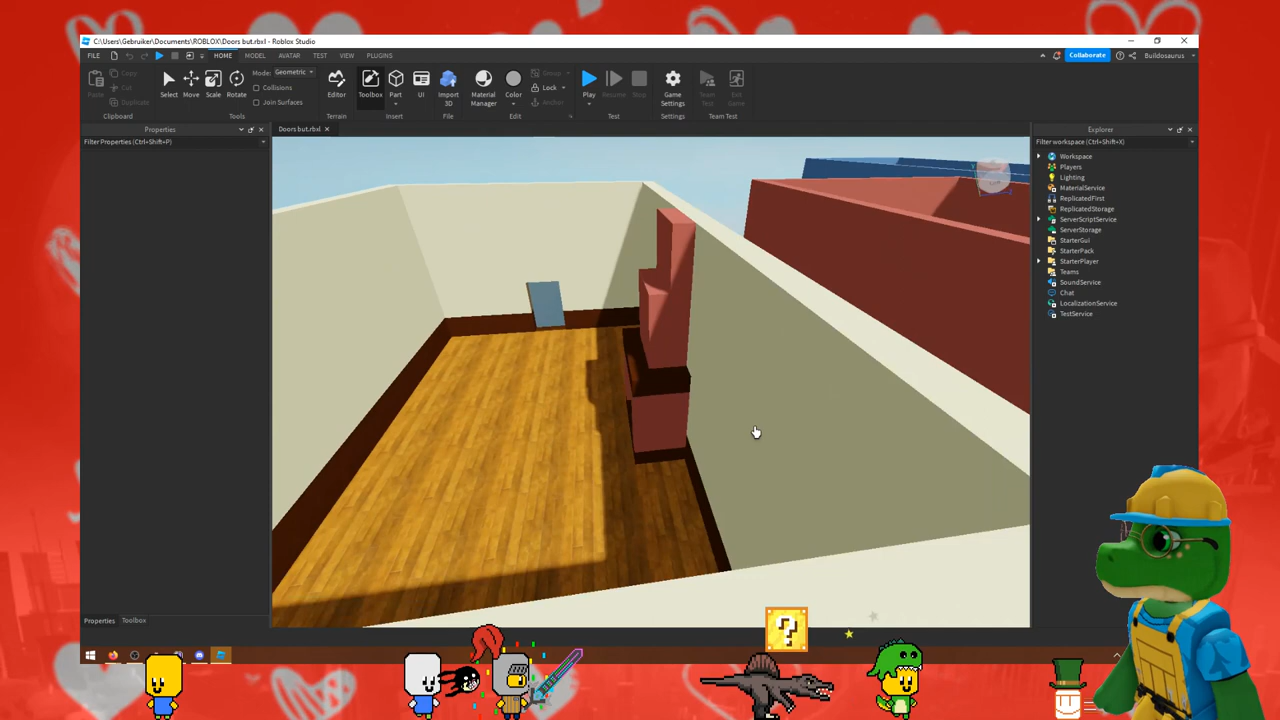 C:\Users\Gebruiker\Documents\ROBLOX\Doors but.rbxl - Roblox Studio
FILE HOME MODEL AVATAR TEST VIEW PLUGINS Collaborate Buildosaurus
Paste Copy Cut Duplicate Select Move Scale Rotate Mode: Geometric Collisions Join Surfaces Editor Toolbox Part UI Import 3D Material Manager Color Group Lock Anchor Play Resume Stop Game Settings Team Test Exit Game
Clipboard Tools Terrain Insert File Edit Test Settings Team Test
Properties Doors but.rbxl Explorer
Filter Properties (Ctrl+Shift+P) Filter workspace (Ctrl+Shift+X)
Workspace
Players
Lighting
MaterialService
ReplicatedFirst
ReplicatedStorage
ServerScriptService
ServerStorage
StarterGui
StarterPack
StarterPlayer
Teams
SoundService
Chat
LocalizationService
TestService
Properties Toolbox
?